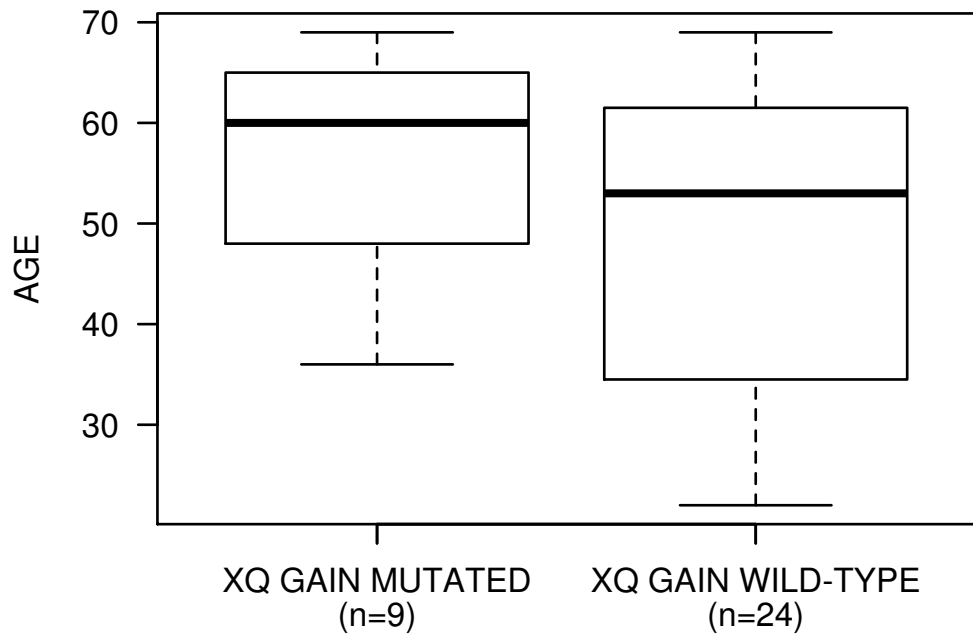 70
60
50
40
30
AGE
XQ GAIN MUTATED
(n=9)
XQ GAIN WILD-TYPE
(n=24)